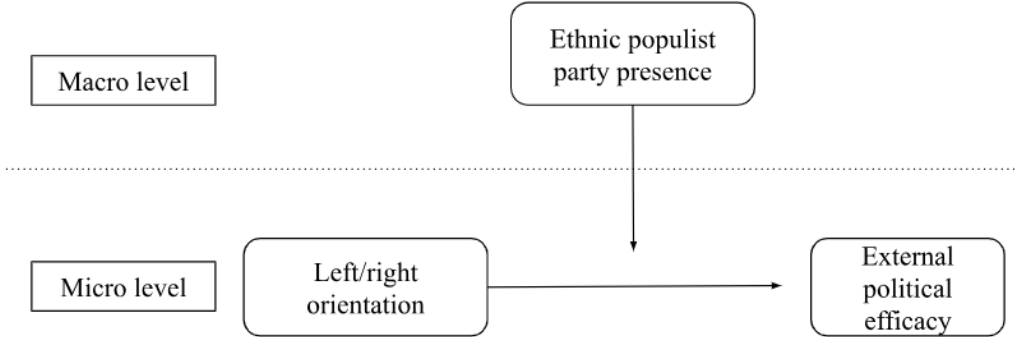 Ethnic populist
party presence
Macro level
Micro level
Left/right
orientation
External
political
efficacy